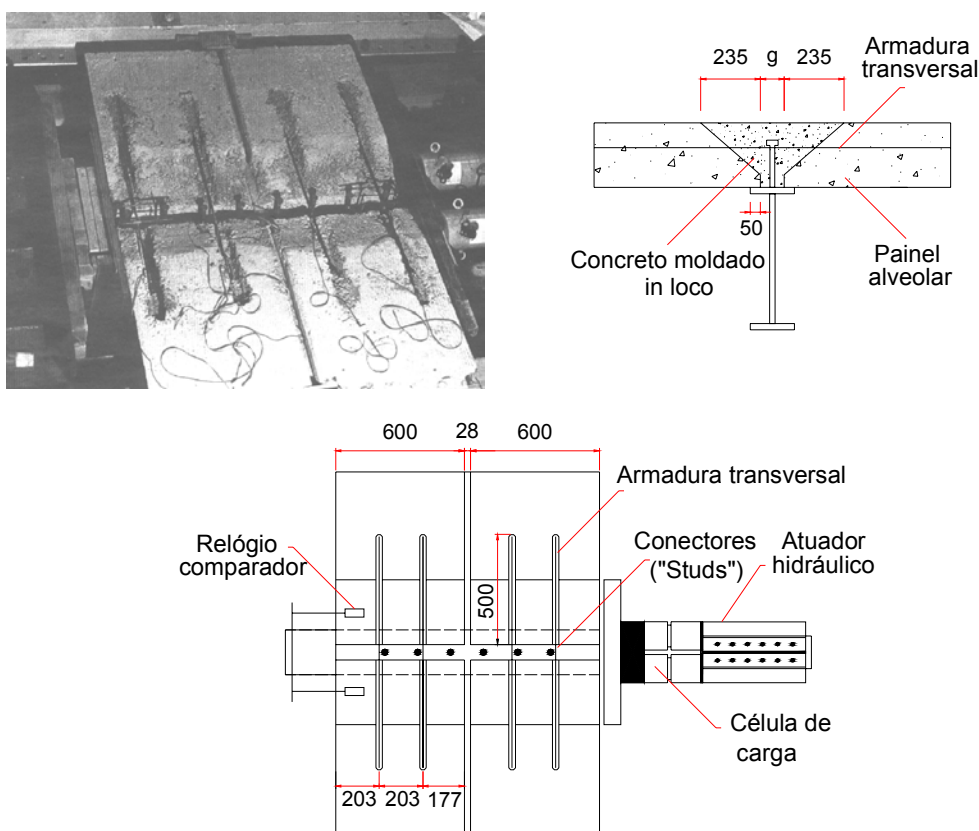 Armadura
transversal
235 g 235
50
Concreto moldado
in loco
Painel
alveolar
600 28 600
Armadura transversal
Relógio
comparador
Conectores
("Studs")
Atuador
hidráulico
500
Célula de
carga
203 203 177